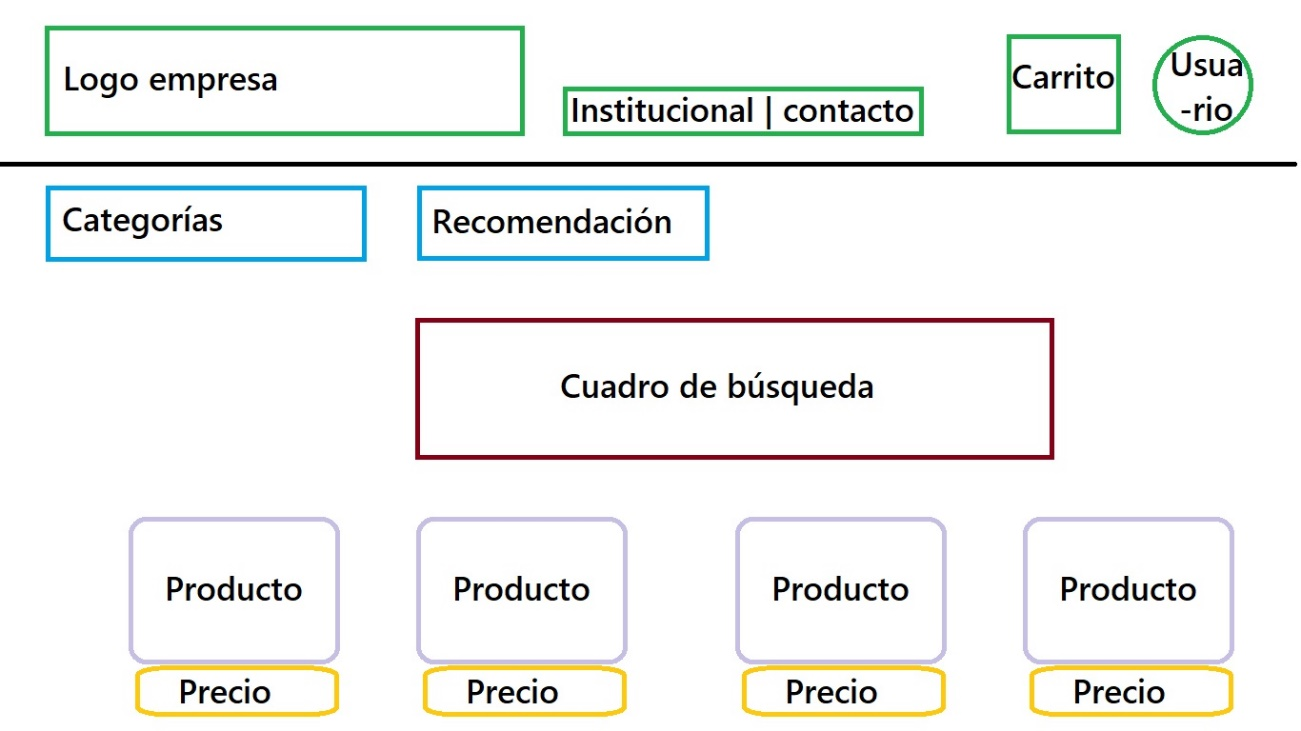 Logo empresa
Institucional | contacto
Carrito
Usua
-rio
Categorías
Recomendación
Cuadro de búsqueda
Producto
Producto
Producto
Producto
Precio
Precio
Precio
Precio